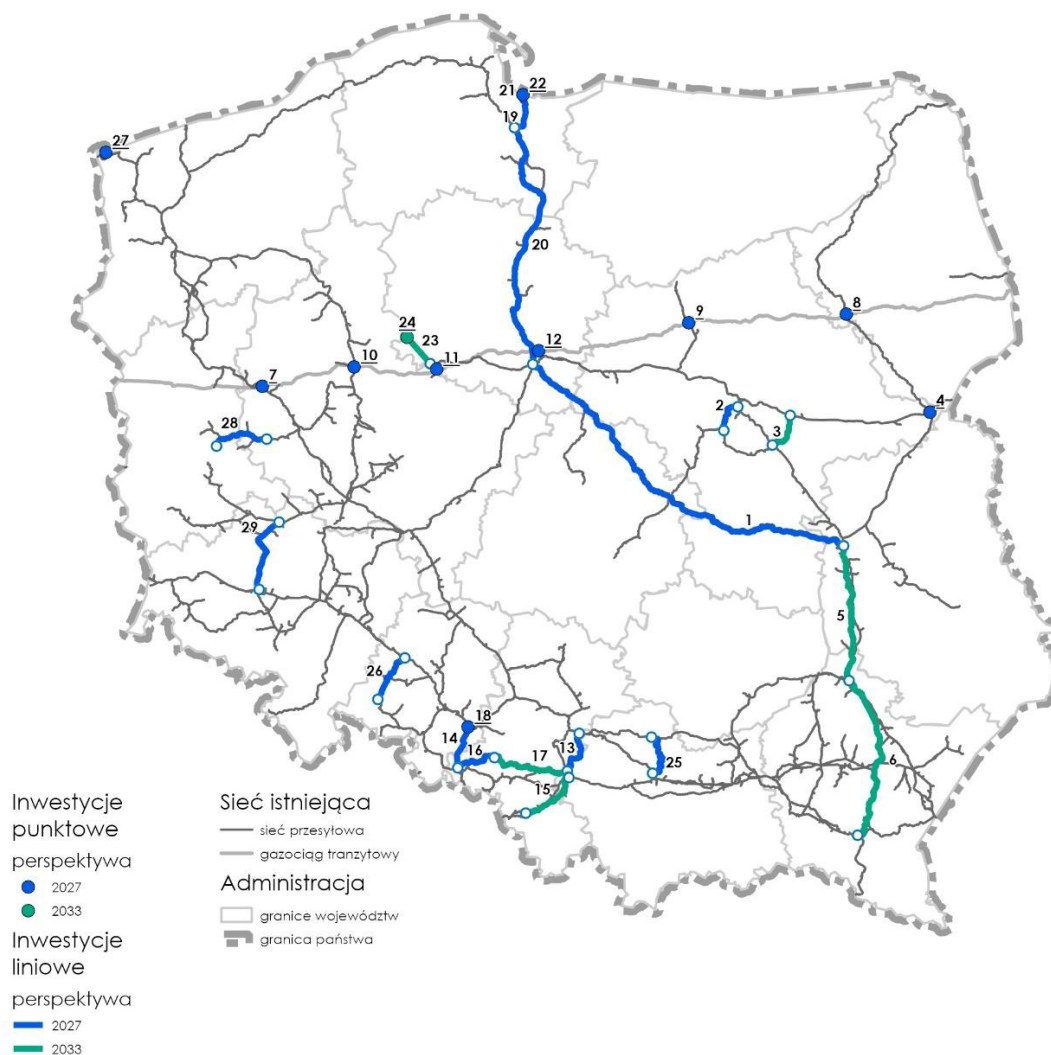 21 22
19
27
20
24
23
12
9
8
10
11
7
4
2
28
3
29
1
5
26
18
14
16
17
13
25
6
15
Inwestycje
punktowe
perspektywa
2027
2033
Inwestycje
liniowe
perspektywa
2027
2033
Sieć istniejąca
sieć przesyłowa
gazociąg tranzytowy
Administracja
granice województw
granica państwa